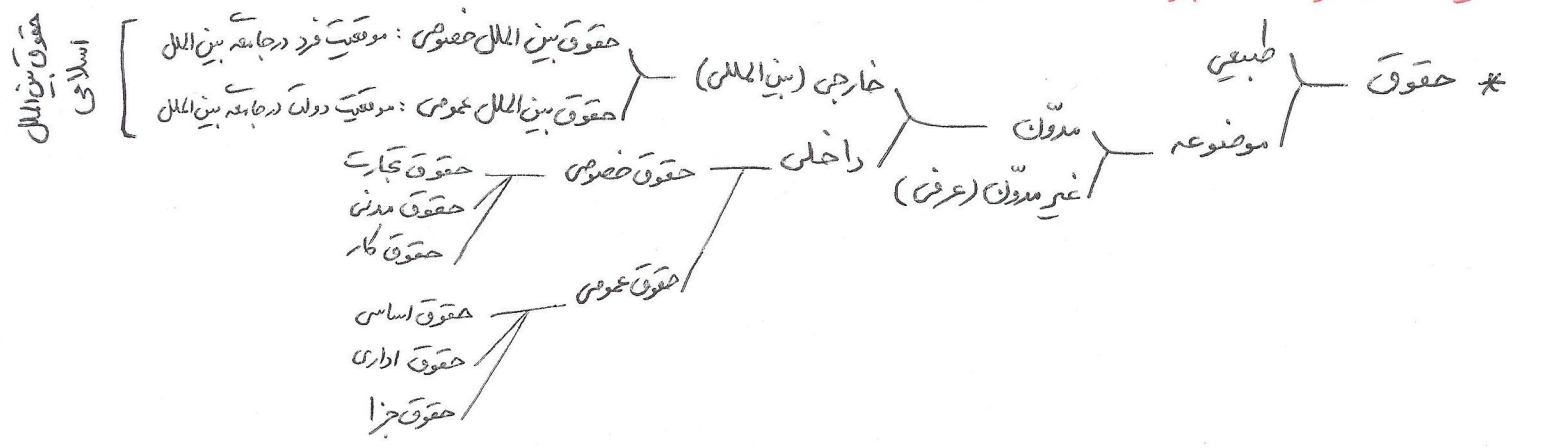 * حقوق
طبیعی
موضوعه
مدوّن
غیر مدوّن (عرفی)
خارجی (بین‌المللی)
داخلی
حقوق بین الملل خصوصی : موقعیت فرد در جامعه بین الملل
حقوق بین الملل عمومی : موقعیت دولت در جامعه بین الملل
حقوق بین الملل
اسلامی
حقوق خصوصی
حقوق تجارت
حقوق مدنی
حقوق کار
حقوق عمومی
حقوق اساسی
حقوق اداری
حقوق جزا